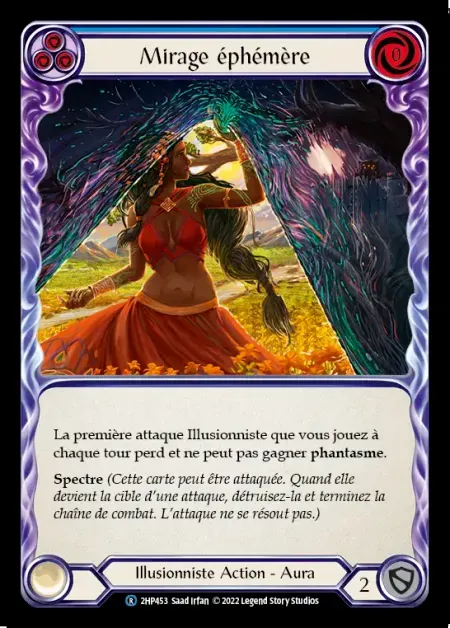 Mirage éphémère
0
La première attaque Illusionniste que vous jouez à
chaque tour perd et ne peut pas gagner phantasme.
Spectre (Cette carte peut être attaquée. Quand elle
devient la cible d'une attaque, détruisez-la et terminez la
chaîne de combat. L'attaque ne se résout pas.)
Illusionniste Action - Aura
2
R 2HP453 Saad Irfan © 2022 Legend Story Studios